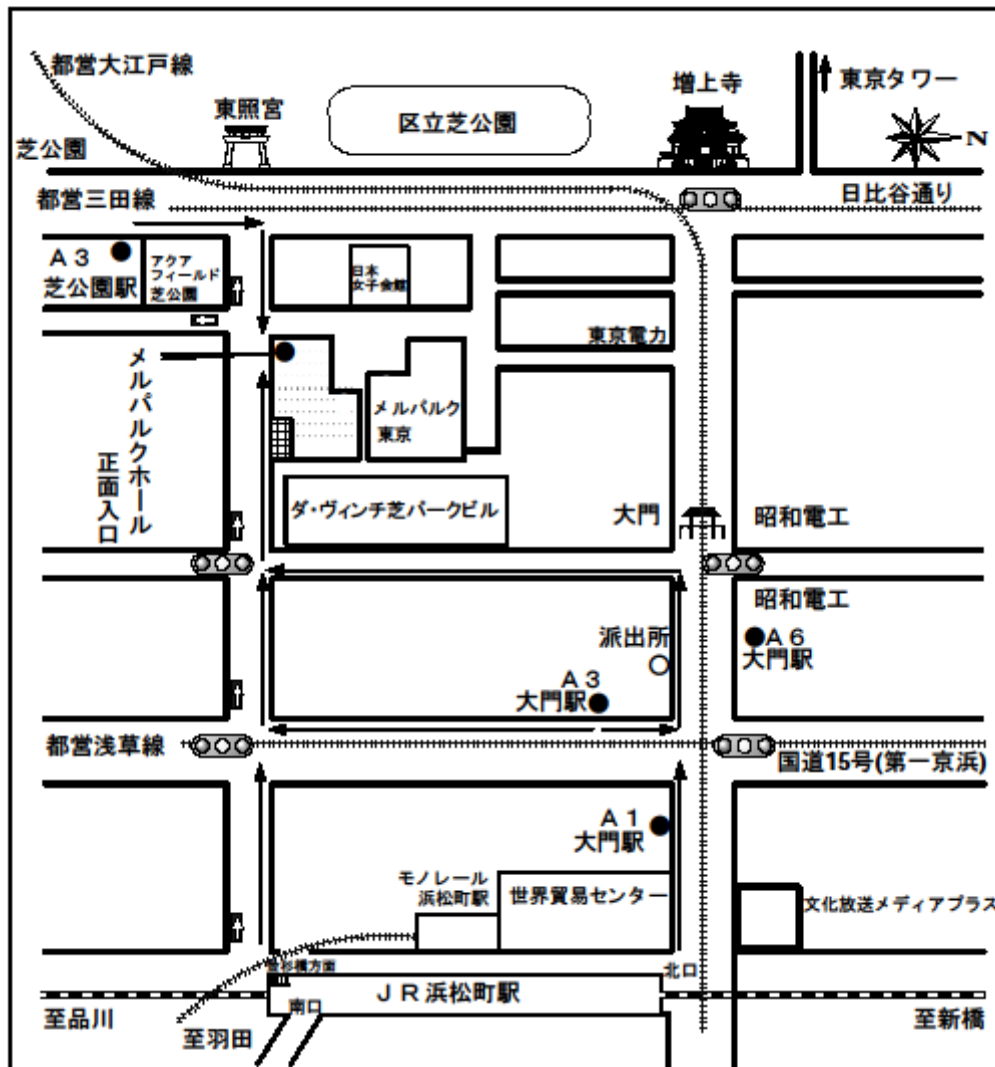 都営大江戸線
東照宮
区立芝公園
増上寺
東京タワー
N
芝公園
都営三田線
日比谷通り
A3
芝公園駅
アクア
フィールド
芝公園
日本
女子会館
東京電力
メルパルクホール
正面入口
メルパルク
東京
ダ・ヴィンチ芝パークビル
大門
昭和電工
昭和電工
派出所
A6
大門駅
A3
大門駅
都営浅草線
国道15号(第一京浜)
A1
大門駅
モノレール
浜松町駅
世界貿易センター
文化放送メディアプラス
金杉橋方面
北口
JR浜松町駅
南口
至品川
至新橋
至羽田